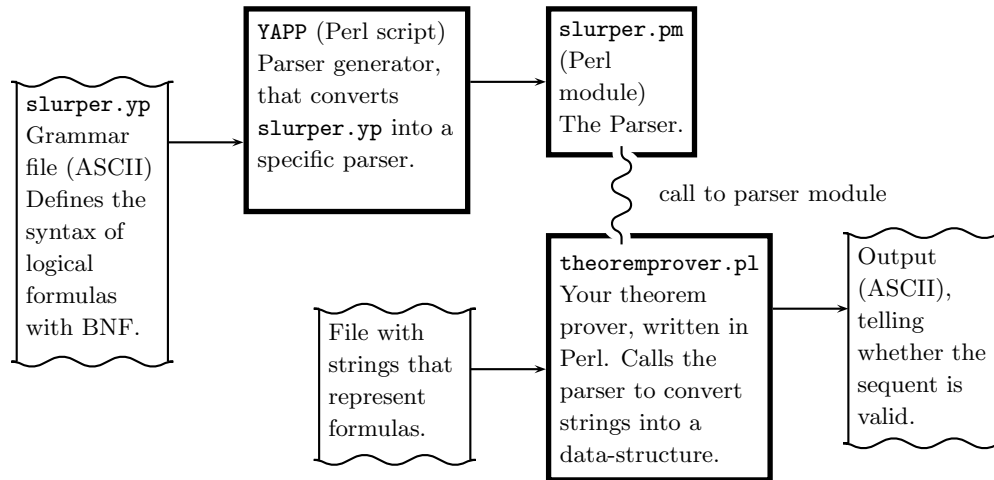 slurper.yp
Grammar
file (ASCII)
Defines the
syntax of
logical
formulas
with BNF.
YAPP (Perl script)
Parser generator,
that converts
slurper.yp into a
specific parser.
slurper.pm
(Perl
module)
The Parser.
call to parser module
File with
strings that
represent
formulas.
theoremprover.pl
Your theorem
prover, written in
Perl. Calls the
parser to convert
strings into a
data-structure.
Output
(ASCII),
telling
whether the
sequent is
valid.